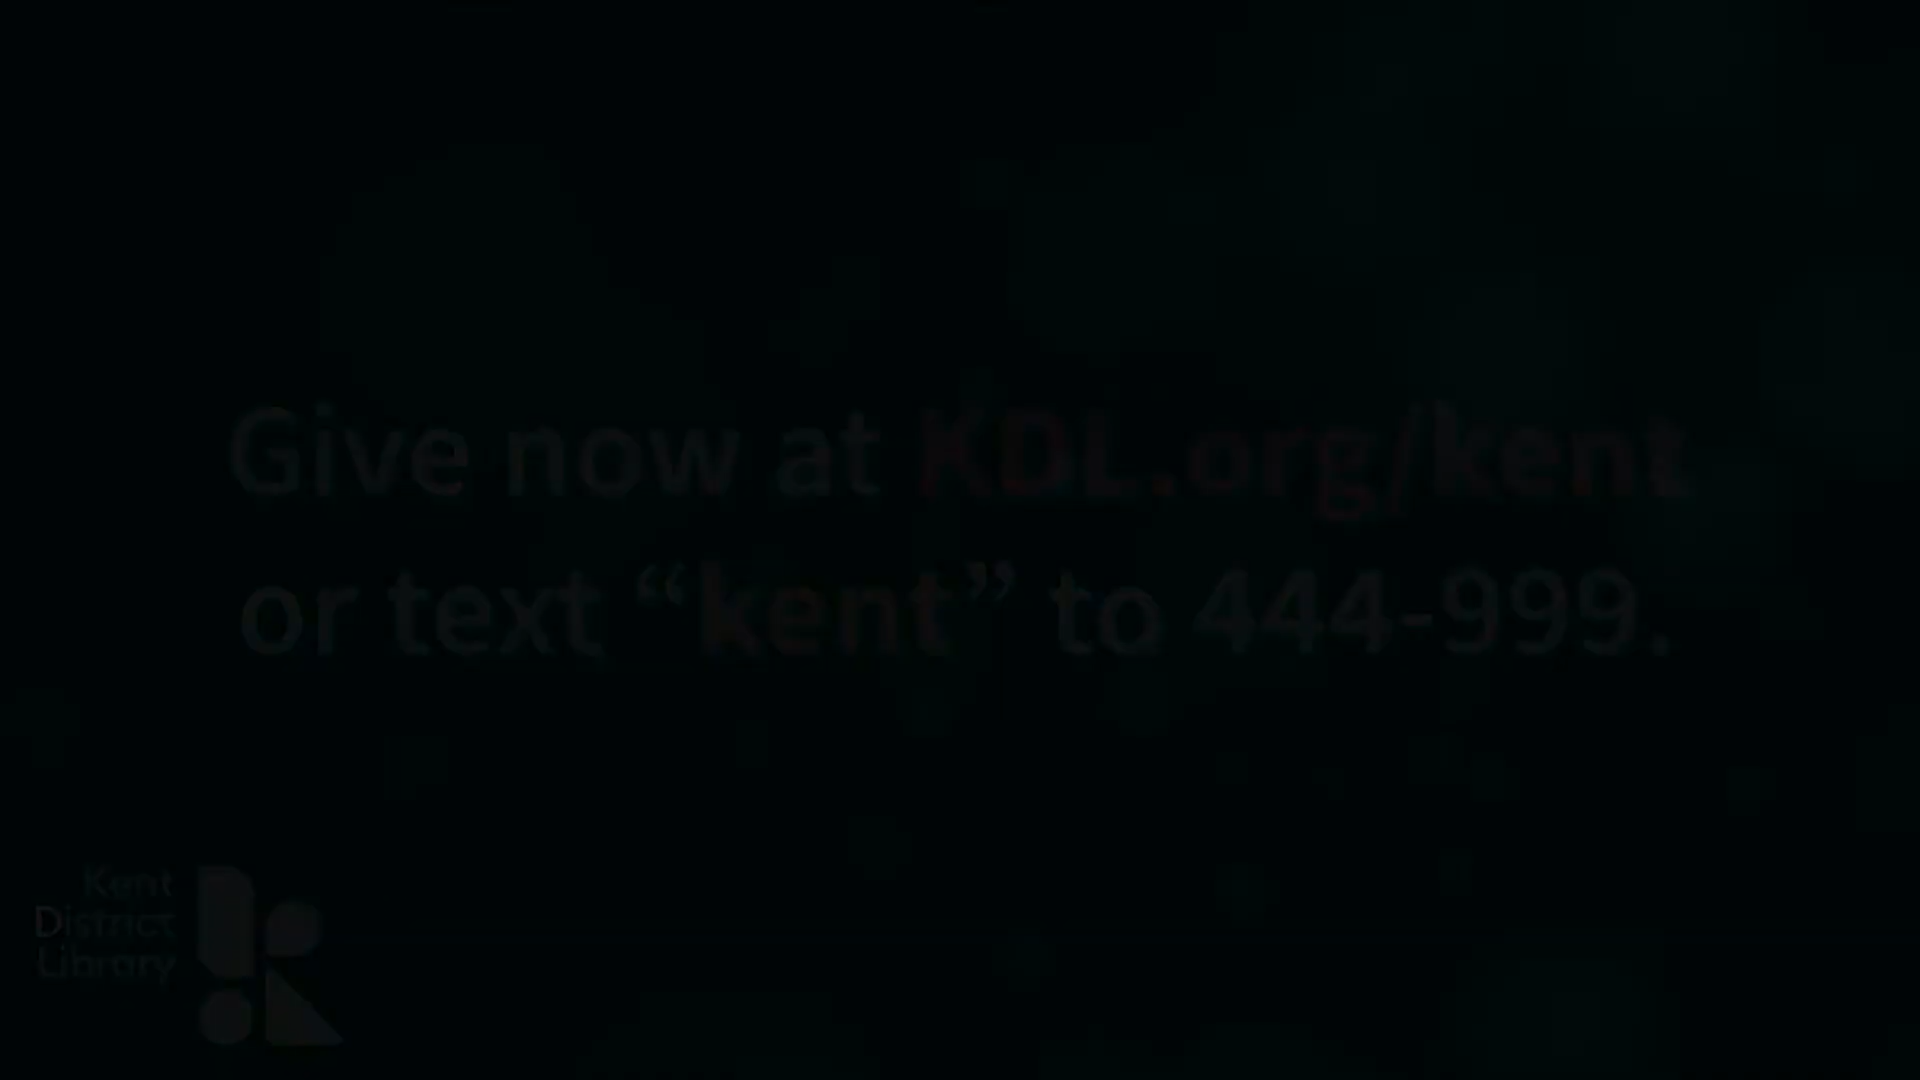 Give now at KDL.org/kent
or text “kent” to 444-999.
Kent
District
Library